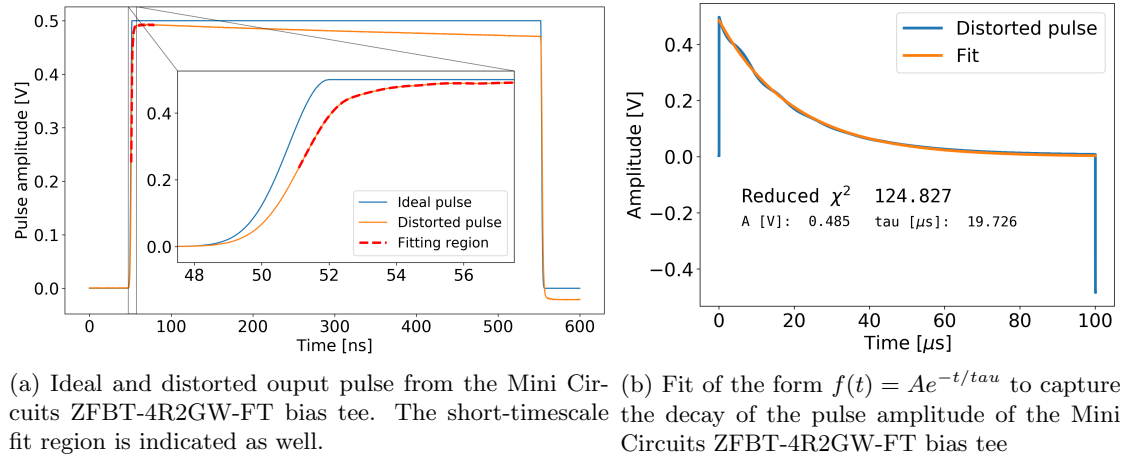 0.5
0.4
0.3
0.2
0.1
0.0
Pulse amplitude [V]
0.4
0.2
0.0
48 50 52 54 56
Ideal pulse
Distorted pulse
Fitting region
0 100 200 300 400 500 600
Time [ns]
(a) Ideal and distorted ouput pulse from the Mini Cir-
cuits ZFBT-4R2GW-FT bias tee. The short-timescale
fit region is indicated as well.
0.4
0.2
0.0
−0.2
−0.4
Amplitude [V]
Distorted pulse
Fit
Reduced χ² 124.827
A [V]: 0.485 tau [μs]: 19.726
0 20 40 60 80 100
Time [μs]
(b) Fit of the form f(t) = Ae^{−t/tau} to capture
the decay of the pulse amplitude of the Mini
Circuits ZFBT-4R2GW-FT bias tee